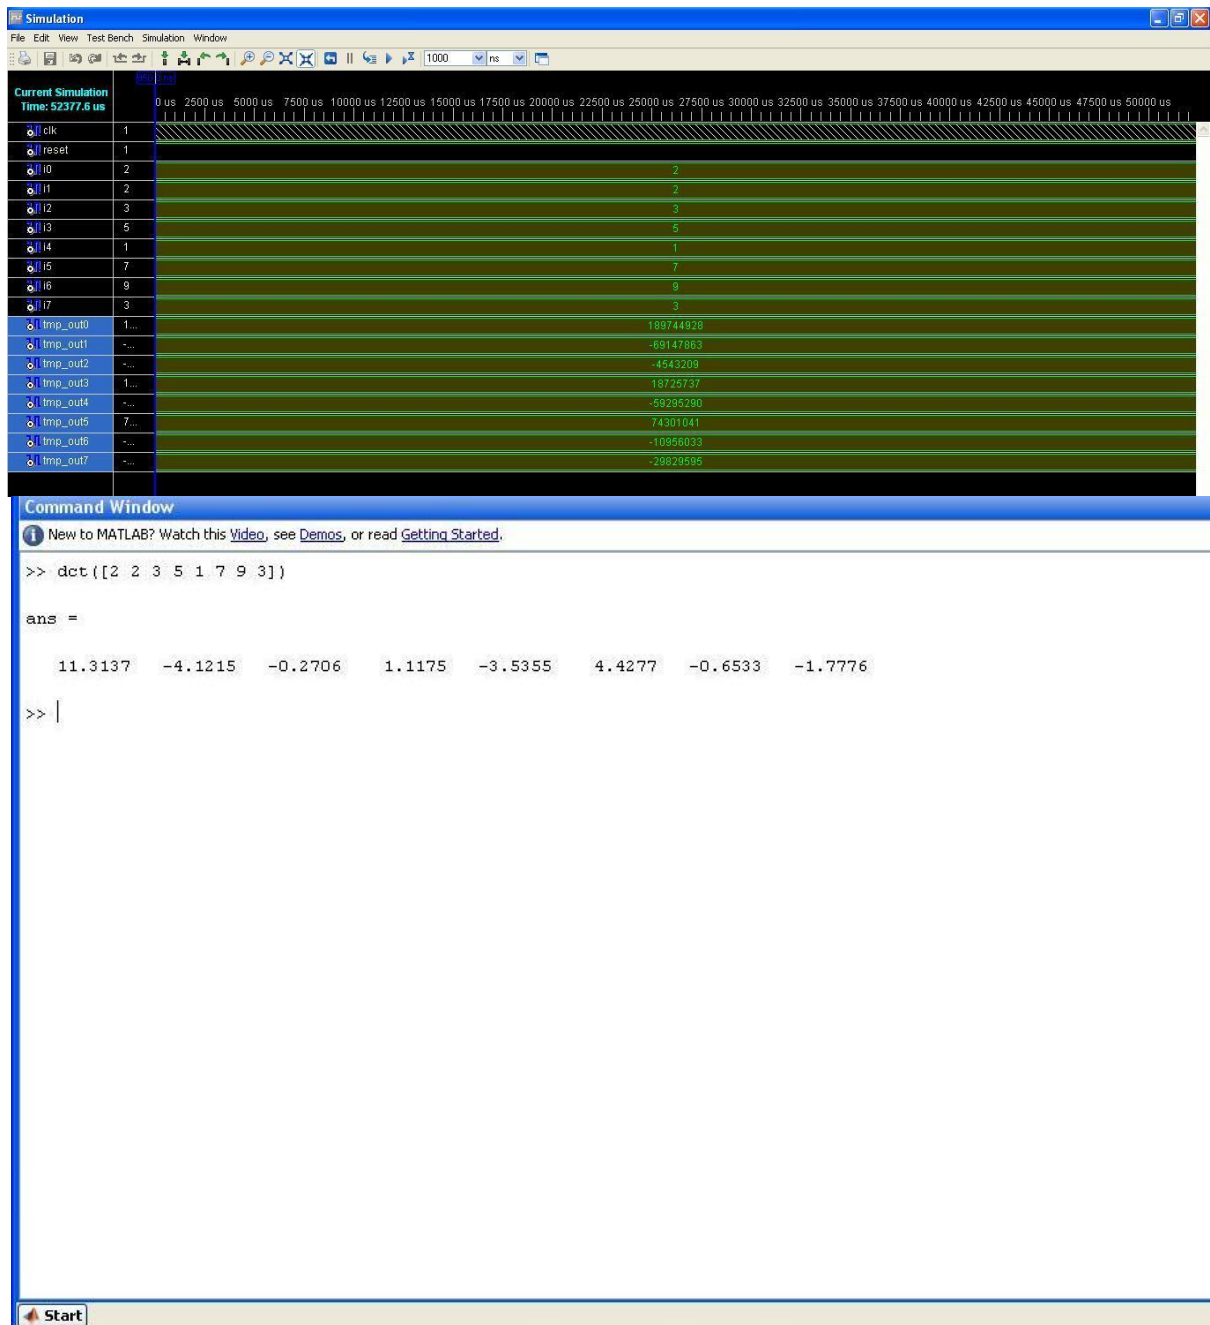 Simulation
File Edit View Test Bench Simulation Window
1000 ns
Current Simulation
Time: 52377.6 us
0 us 2500 us 5000 us 7500 us 10000 us 12500 us 15000 us 17500 us 20000 us 22500 us 25000 us 27500 us 30000 us 32500 us 35000 us 37500 us 40000 us 42500 us 45000 us 47500 us 50000 us
clk 1
reset 1
i0 2 2
i1 2 2
i2 3 3
i3 5 5
i4 1 1
i5 7 7
i6 9 9
i7 3 3
tmp_out0 1... 189744928
tmp_out1 -... -69147863
tmp_out2 -... -4543209
tmp_out3 1... 18725737
tmp_out4 -... -59295290
tmp_out5 7... 74301041
tmp_out6 -... -10956033
tmp_out7 -... -29829595
Command Window
New to MATLAB? Watch this Video, see Demos, or read Getting Started.
>> dct([2 2 3 5 1 7 9 3])
ans =
11.3137 -4.1215 -0.2706 1.1175 -3.5355 4.4277 -0.6533 -1.7776
>>
Start